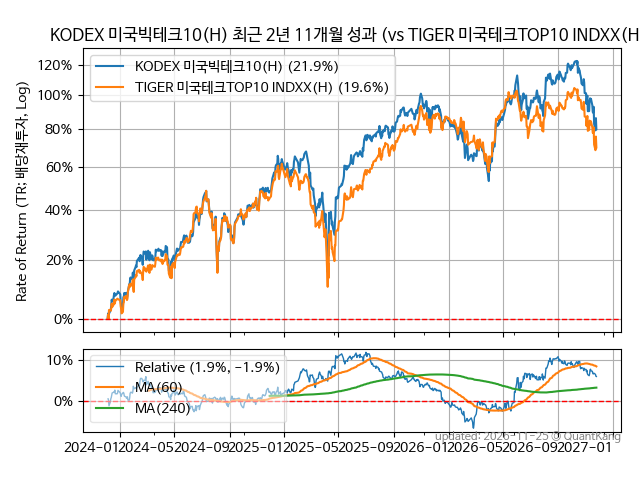 KODEX 미국빅테크10(H) 최근 2년 11개월 성과 (vs TIGER 미국테크TOP10 INDXX(H
120%
100%
80%
60%
40%
20%
0%
Rate of Return (TR: 배당재투자, Log)
KODEX 미국빅테크10(H) (21.9%)
TIGER 미국테크TOP10 INDXX(H) (19.6%)
10%
0%
Relative (1.9%, -1.9%)
MA(60)
MA(240)
2024-01 2024-05 2024-09 2025-01 2025-05 2025-09 2026-01 2026-05 2026-09 2027-01
updated: 2026-11-25 © QuantKang